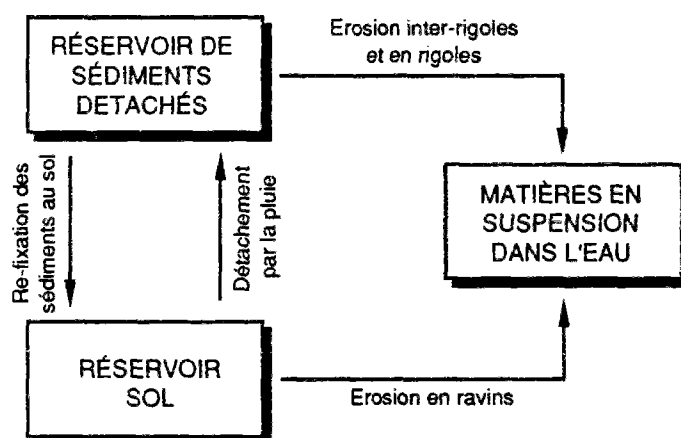 RÉSERVOIR DE
SÉDIMENTS
DETACHÉS
Erosion inter-rigoles
et en rigoles
Re-fixation des
sédiments au sol
Détachement
par la pluie
MATIÈRES EN
SUSPENSION
DANS L'EAU
RÉSERVOIR
SOL
Erosion en ravins